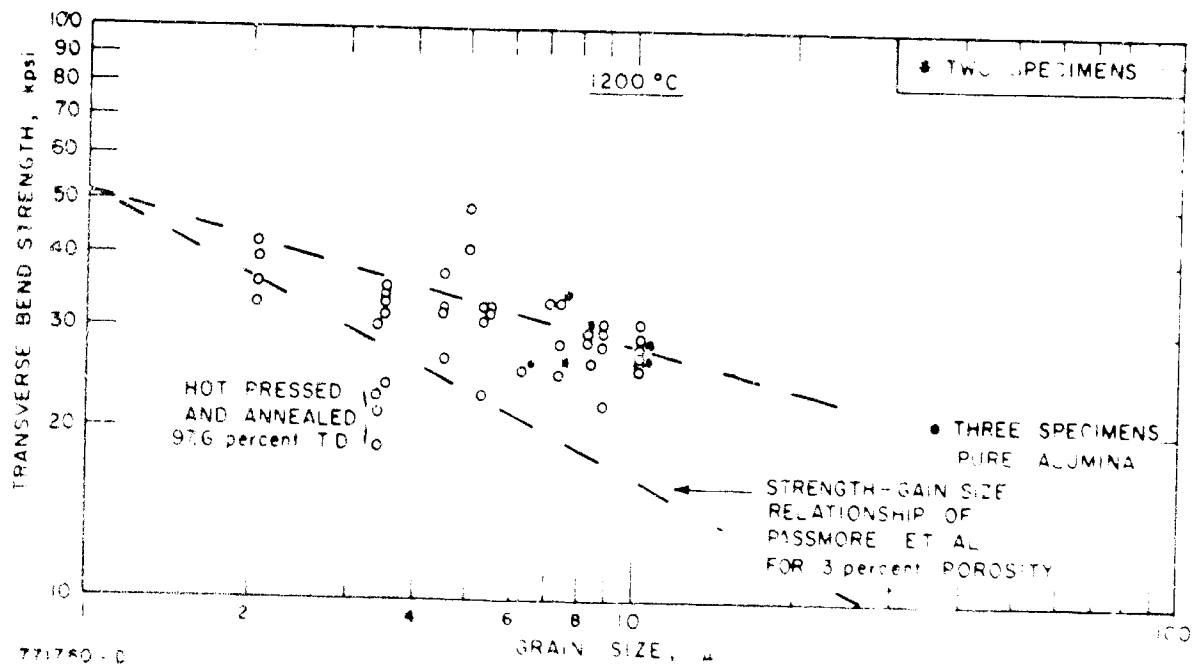 100
90
80
70
60
50
40
30
20
10
TRANSVERSE BEND STRENGTH, kpsi
1200 °C
TWO SPECIMENS
HOT PRESSED
AND ANNEALED
97.6 percent T D
THREE SPECIMENS
PURE ALUMINA
STRENGTH-GAIN SIZE
RELATIONSHIP OF
PASSMORE ET AL
FOR 3 percent POROSITY
1 2 4 6 8 10 100
GRAIN SIZE, μ
771780-D